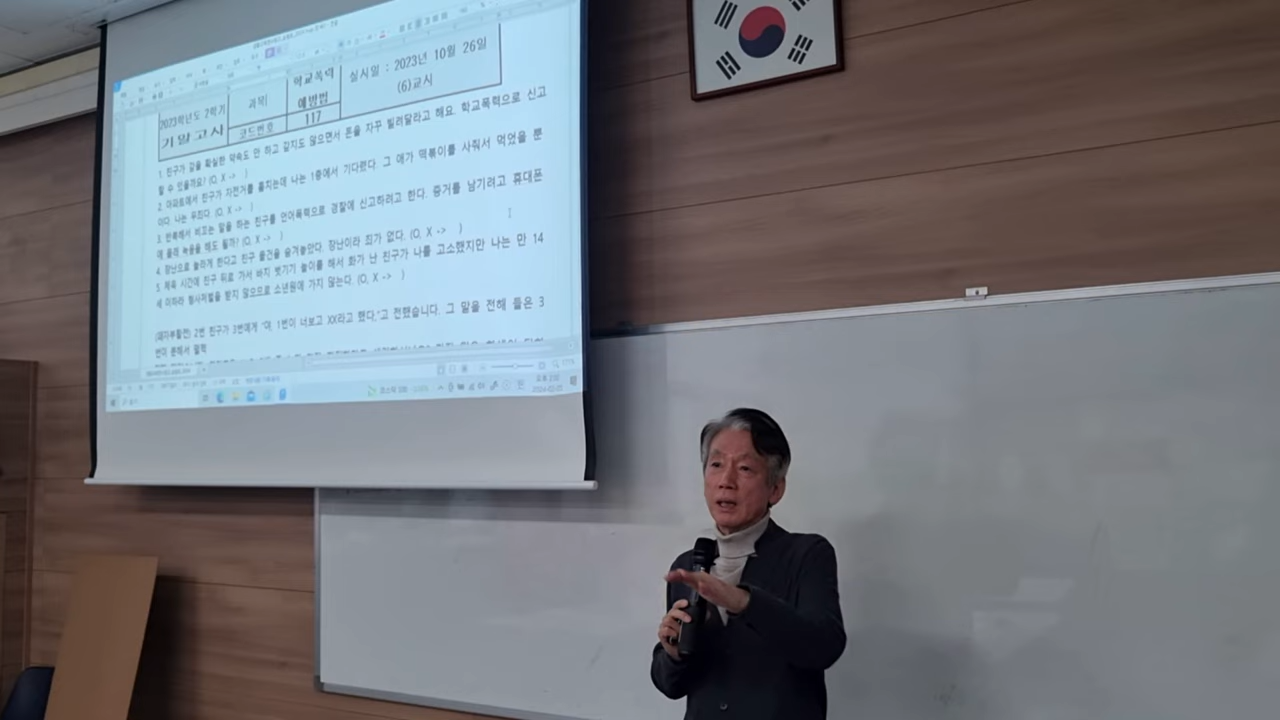 2023학년도 2학기
기말고사
과목
코드번호
학교폭력
예방법
117
실시일 : 2023년 10월 26일
(6)교시
1. 친구가 갚을 확실한 약속도 안 하고 갚지도 않으면서 돈을 자꾸 빌려달라고 해요. 학교폭력으로 신고
할 수 있을까요? (O, X -> )
2. 아파트에서 친구가 자전거를 훔치는데 나는 1층에서 기다렸다. 그 애가 떡볶이를 사줘서 먹었을 뿐
이다. 나는 무죄다. (O, X -> )
3. 반톡에서 비꼬는 말을 하는 친구를 언어폭력으로 경찰에 신고하려고 한다. 증거를 남기려고 휴대폰
에 몰래 녹음을 해도 될까? (O, X -> )
4. 장난으로 놀라게 한다고 친구 물건을 숨겨놓았다. 장난이라 죄가 없다. (O, X -> )
5. 체육 시간에 친구 뒤로 가서 바지 벗기기 놀이를 해서 화가 난 친구가 나를 고소했지만 나는 만 14
세 이하라 형사처벌을 받지 않으므로 소년원에 가지 않는다. (O, X -> )
2번 친구가 3번에게 "야, 1번이 너보고 XX라고 했다."고 전했습니다. 그 말을 전해 들은 3
번이 톡에서